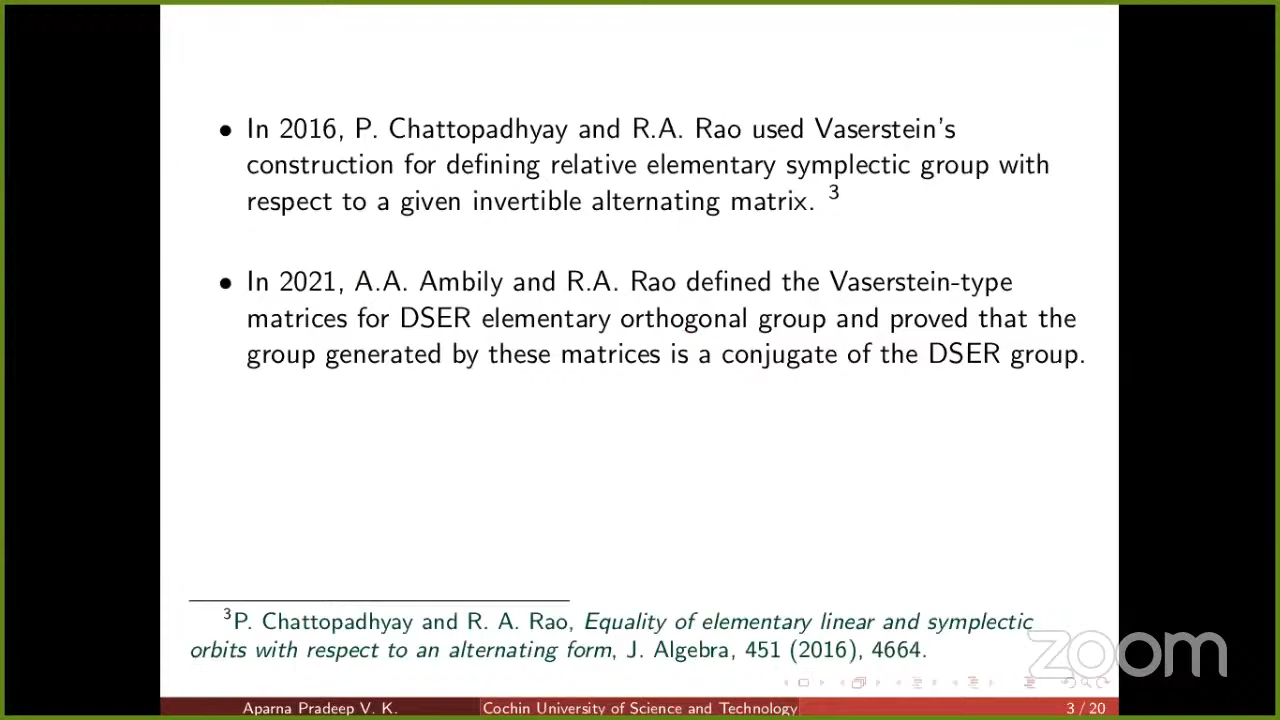 • In 2016, P. Chattopadhyay and R.A. Rao used Vaserstein's
construction for defining relative elementary symplectic group with
respect to a given invertible alternating matrix. 3
• In 2021, A.A. Ambily and R.A. Rao defined the Vaserstein-type
matrices for DSER elementary orthogonal group and proved that the
group generated by these matrices is a conjugate of the DSER group.
3P. Chattopadhyay and R. A. Rao, Equality of elementary linear and symplectic
orbits with respect to an alternating form, J. Algebra, 451 (2016), 4664.
zoom
Aparna Pradeep V. K. Cochin University of Science and Technology 3 / 20